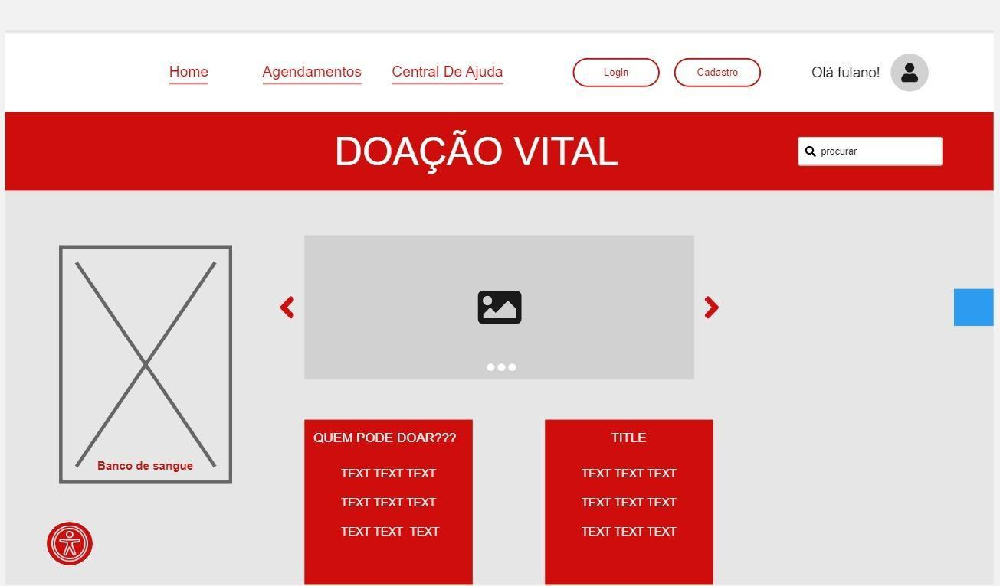 Home
Agendamentos
Central De Ajuda
Login
Cadastro
Olá fulano!
DOAÇÃO VITAL
procurar
Banco de sangue
QUEM PODE DOAR???
TEXT TEXT TEXT
TEXT TEXT TEXT
TEXT TEXT  TEXT
TITLE
TEXT TEXT TEXT
TEXT TEXT TEXT
TEXT TEXT TEXT